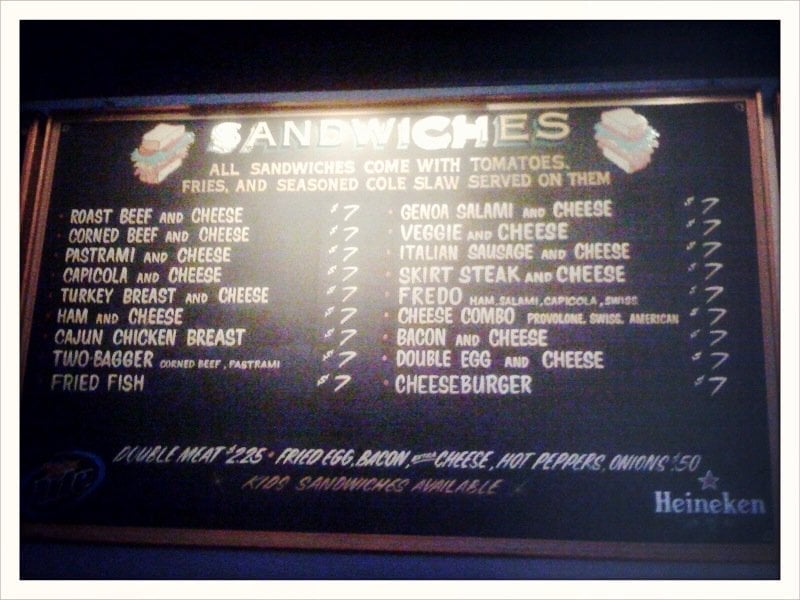 SANDWICHES
ALL SANDWICHES COME WITH TOMATOES,
FRIES, AND SEASONED COLE SLAW SERVED ON THEM
ROAST BEEF AND CHEESE $7
CORNED BEEF AND CHEESE $7
PASTRAMI AND CHEESE $7
CAPICOLA AND CHEESE $7
TURKEY BREAST AND CHEESE $7
HAM AND CHEESE $7
CAJUN CHICKEN BREAST $7
TWO-BAGGER CORNED BEEF, PASTRAMI $7
FRIED FISH $7
GENOA SALAMI AND CHEESE $7
VEGGIE AND CHEESE $7
ITALIAN SAUSAGE AND CHEESE $7
SKIRT STEAK AND CHEESE $7
FREDO HAM, SALAMI, CAPICOLA, SWISS $7
CHEESE COMBO PROVOLONE, SWISS, AMERICAN $7
BACON AND CHEESE $7
DOUBLE EGG AND CHEESE $7
CHEESEBURGER $7
DOUBLE MEAT $2.25 • FRIED EGG, BACON, CHEESE, HOT PEPPERS, ONIONS $.50
KIDS SANDWICHES AVAILABLE
Heineken